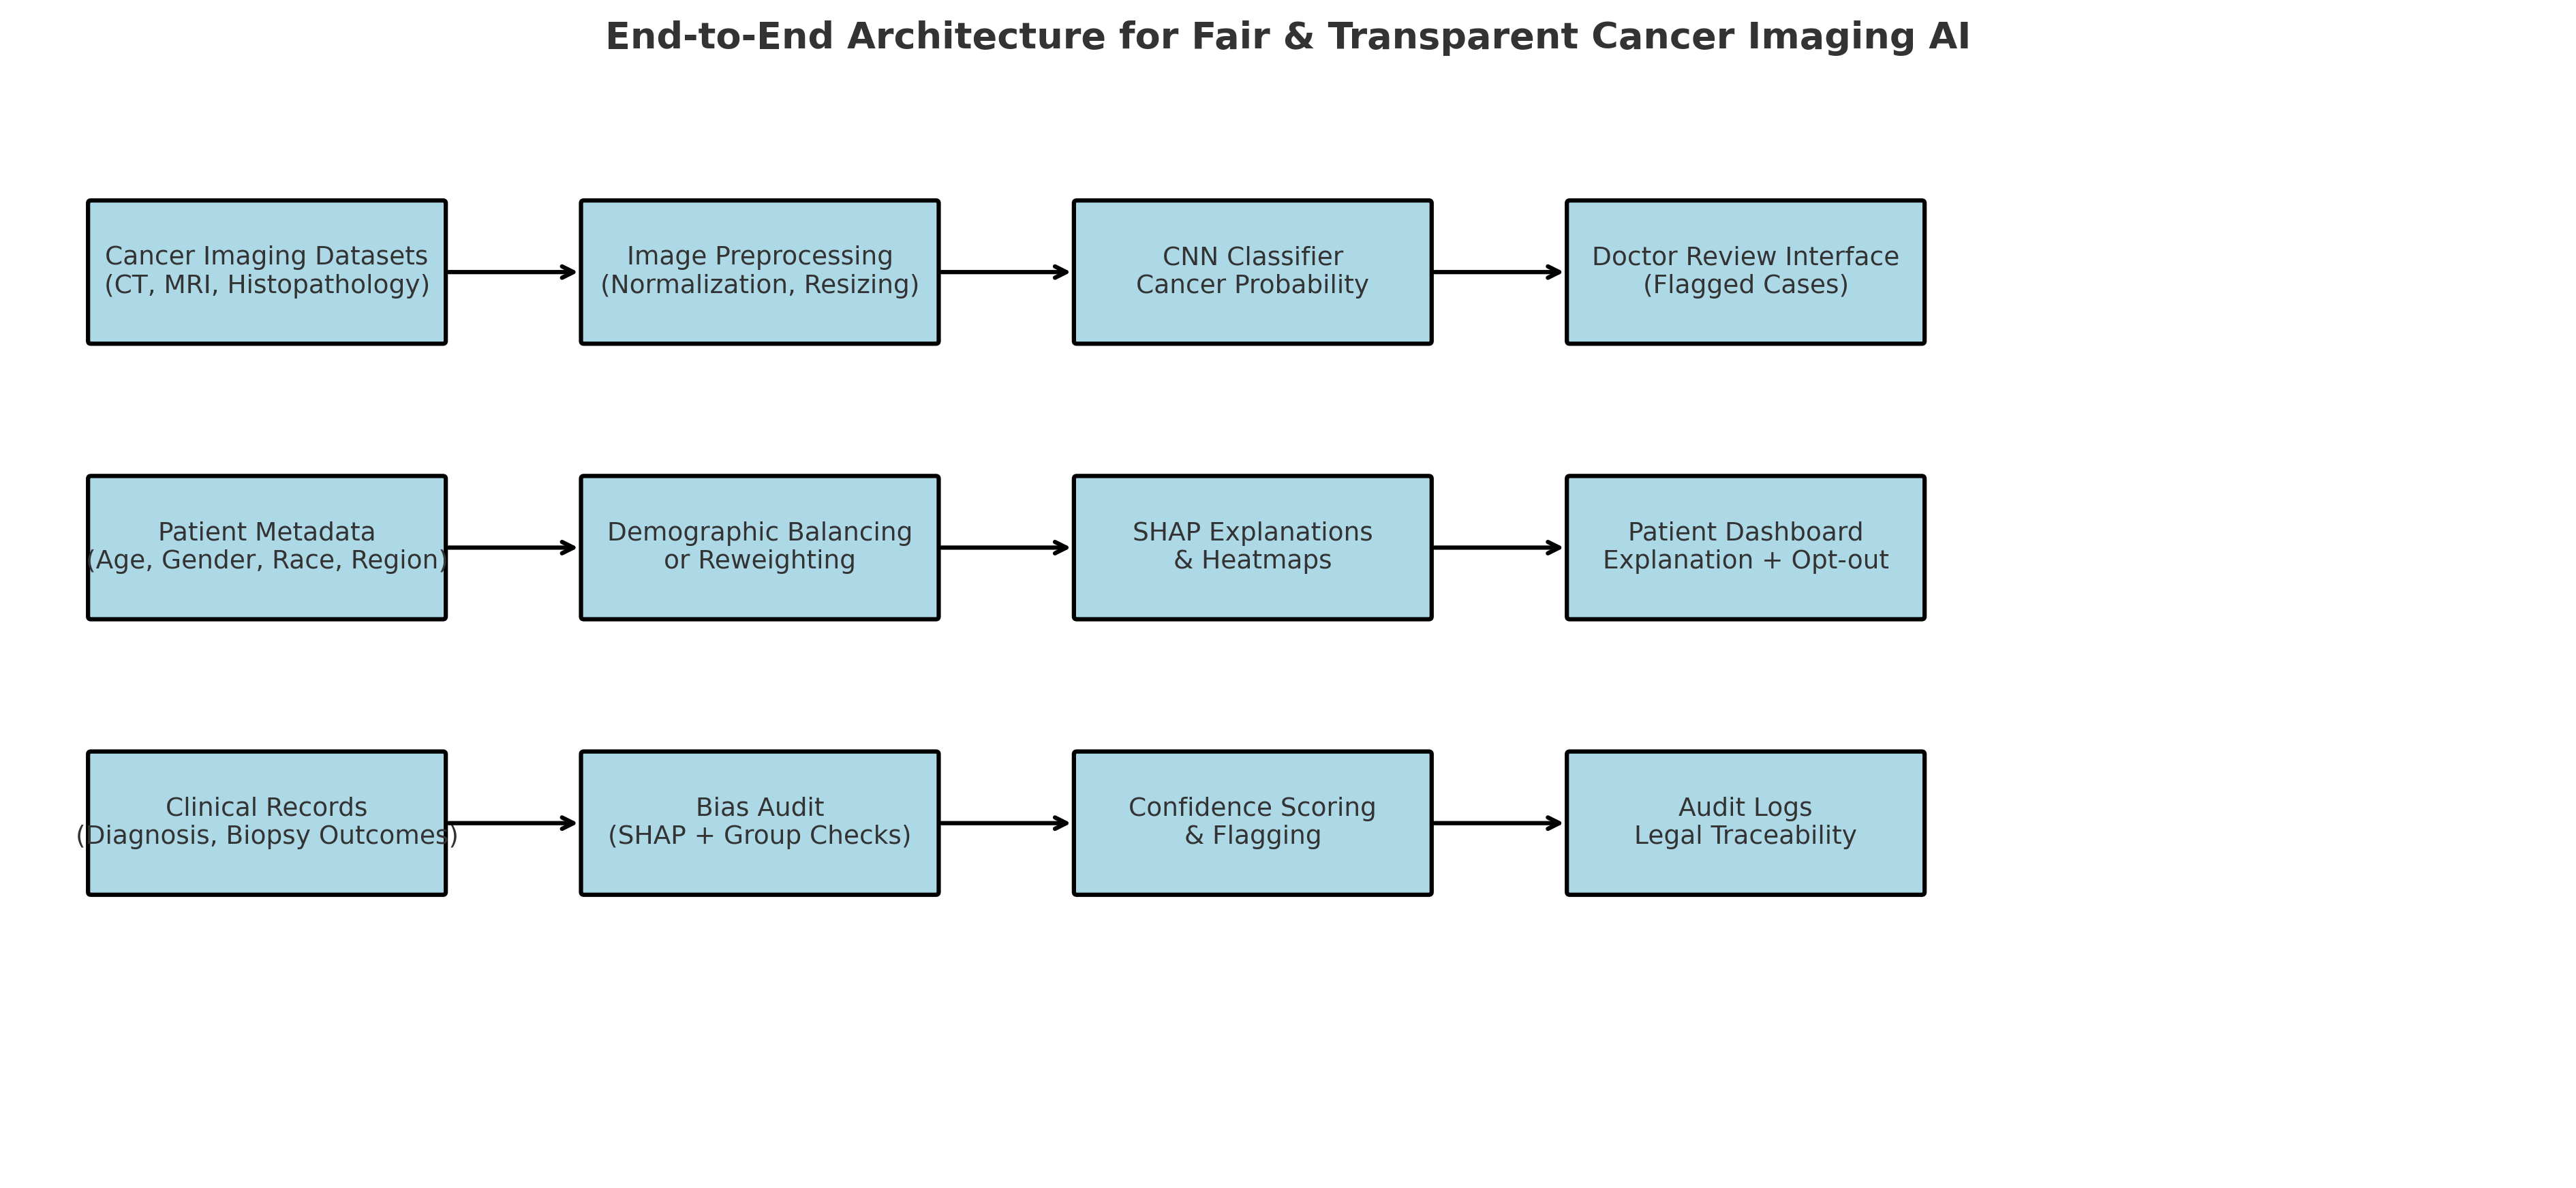 End-to-End Architecture for Fair & Transparent Cancer Imaging AI
Cancer Imaging Datasets
(CT, MRI, Histopathology)
Image Preprocessing
(Normalization, Resizing)
CNN Classifier
Cancer Probability
Doctor Review Interface
(Flagged Cases)
Patient Metadata
(Age, Gender, Race, Region)
Demographic Balancing
or Reweighting
SHAP Explanations
& Heatmaps
Patient Dashboard
Explanation + Opt-out
Clinical Records
(Diagnosis, Biopsy Outcomes)
Bias Audit
(SHAP + Group Checks)
Confidence Scoring
& Flagging
Audit Logs
Legal Traceability